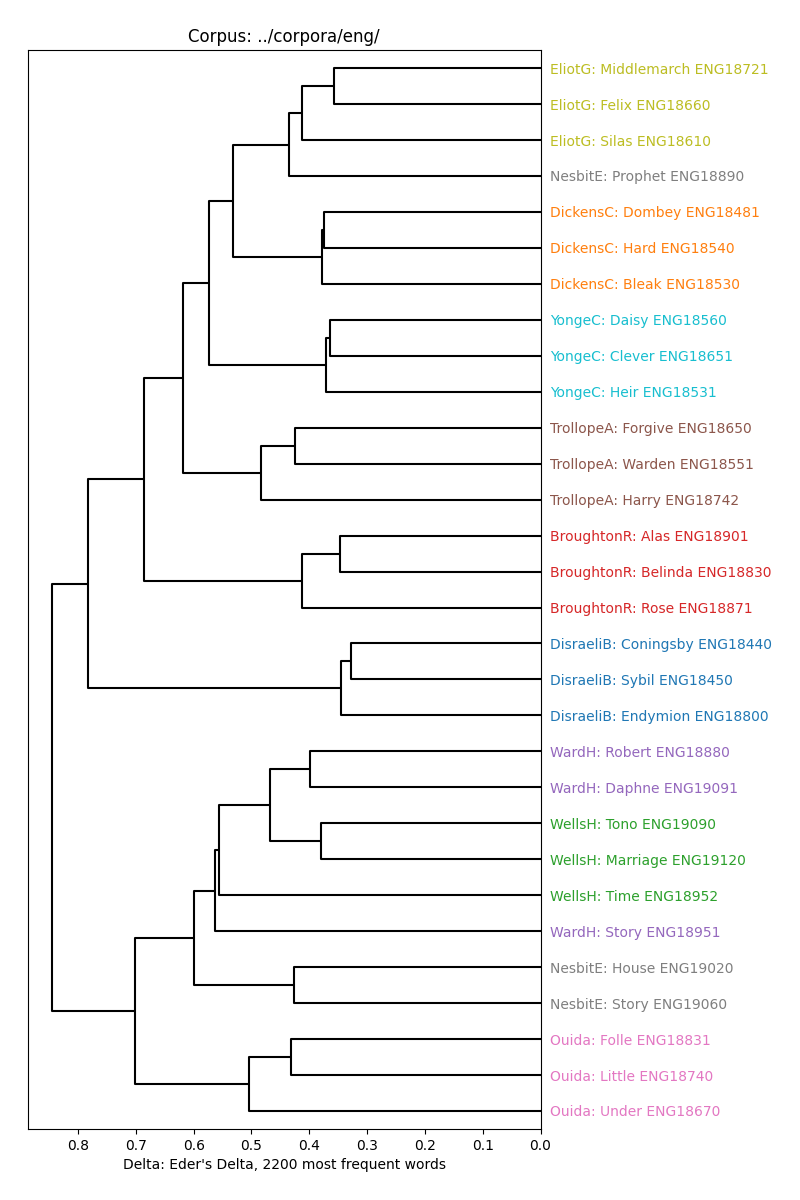 Corpus: ../corpora/eng/
EliotG: Middlemarch ENG18721
EliotG: Felix ENG18660
EliotG: Silas ENG18610
NesbitE: Prophet ENG18890
DickensC: Dombey ENG18481
DickensC: Hard ENG18540
DickensC: Bleak ENG18530
YongeC: Daisy ENG18560
YongeC: Clever ENG18651
YongeC: Heir ENG18531
TrollopeA: Forgive ENG18650
TrollopeA: Warden ENG18551
TrollopeA: Harry ENG18742
BroughtonR: Alas ENG18901
BroughtonR: Belinda ENG18830
BroughtonR: Rose ENG18871
DisraeliB: Coningsby ENG18440
DisraeliB: Sybil ENG18450
DisraeliB: Endymion ENG18800
WardH: Robert ENG18880
WardH: Daphne ENG19091
WellsH: Tono ENG19090
WellsH: Marriage ENG19120
WellsH: Time ENG18952
WardH: Story ENG18951
NesbitE: House ENG19020
NesbitE: Story ENG19060
Ouida: Folle ENG18831
Ouida: Little ENG18740
Ouida: Under ENG18670
0.8 0.7 0.6 0.5 0.4 0.3 0.2 0.1 0.0
Delta: Eder's Delta, 2200 most frequent words